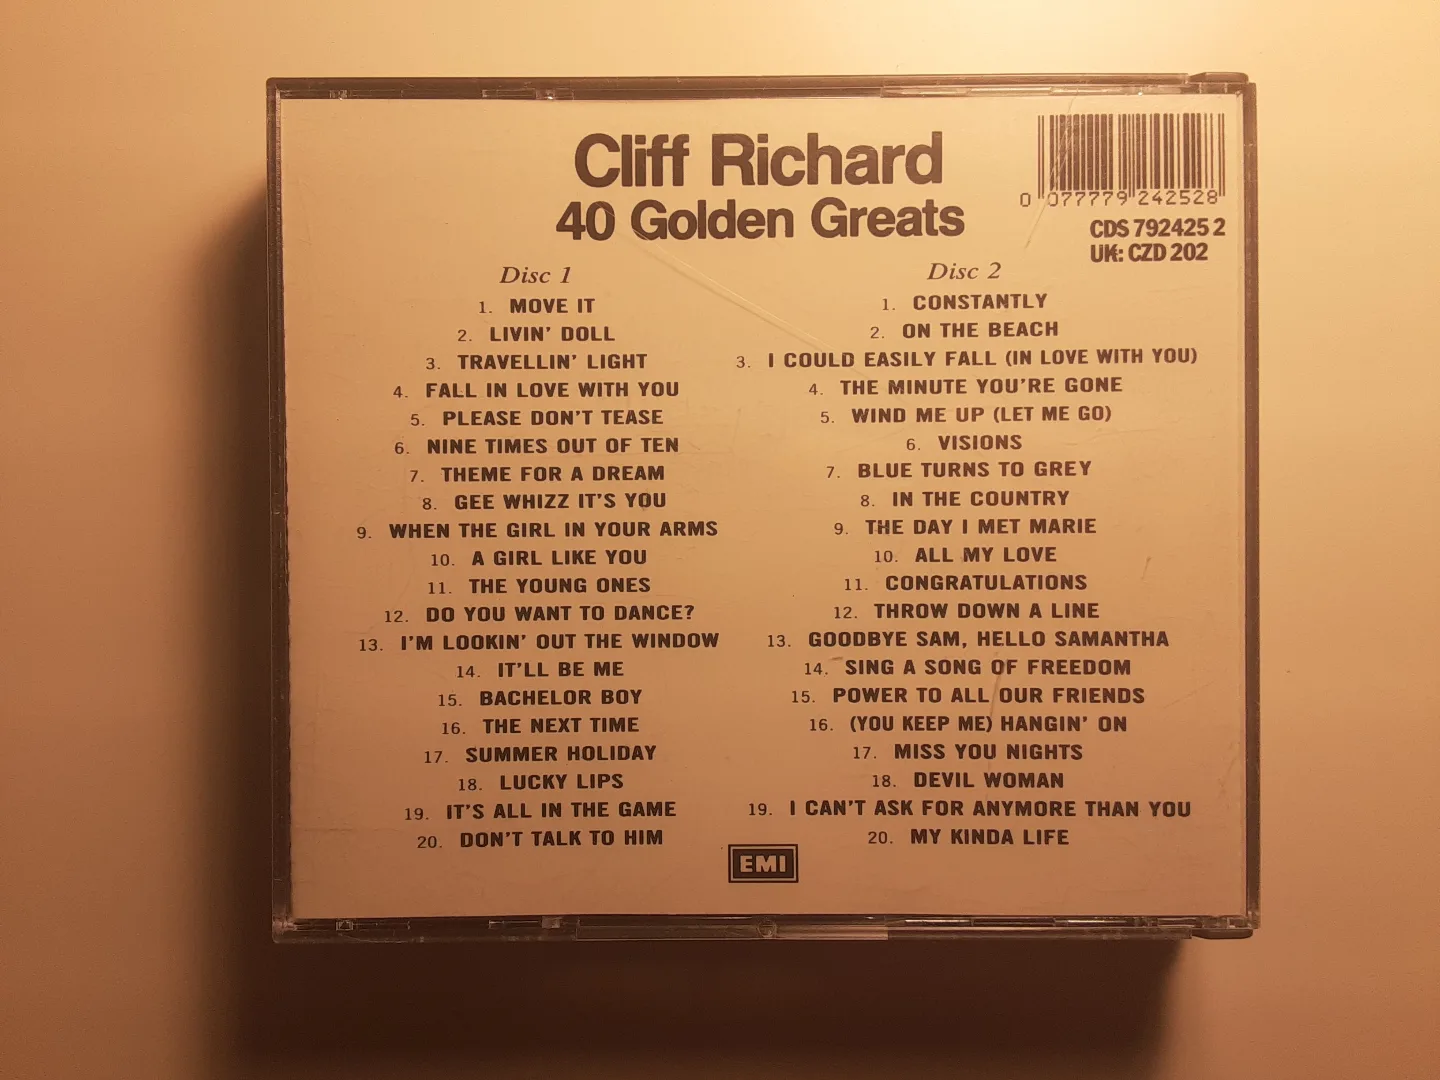 Cliff Richard
40 Golden Greats
0 077779 242528
CDS 792425 2
UK: CZD 202
Disc 1
1. MOVE IT
2. LIVIN' DOLL
3. TRAVELLIN' LIGHT
4. FALL IN LOVE WITH YOU
5. PLEASE DON'T TEASE
6. NINE TIMES OUT OF TEN
7. THEME FOR A DREAM
8. GEE WHIZZ IT'S YOU
9. WHEN THE GIRL IN YOUR ARMS
10. A GIRL LIKE YOU
11. THE YOUNG ONES
12. DO YOU WANT TO DANCE?
13. I'M LOOKIN' OUT THE WINDOW
14. IT'LL BE ME
15. BACHELOR BOY
16. THE NEXT TIME
17. SUMMER HOLIDAY
18. LUCKY LIPS
19. IT'S ALL IN THE GAME
20. DON'T TALK TO HIM
Disc 2
1. CONSTANTLY
2. ON THE BEACH
3. I COULD EASILY FALL (IN LOVE WITH YOU)
4. THE MINUTE YOU'RE GONE
5. WIND ME UP (LET ME GO)
6. VISIONS
7. BLUE TURNS TO GREY
8. IN THE COUNTRY
9. THE DAY I MET MARIE
10. ALL MY LOVE
11. CONGRATULATIONS
12. THROW DOWN A LINE
13. GOODBYE SAM, HELLO SAMANTHA
14. SING A SONG OF FREEDOM
15. POWER TO ALL OUR FRIENDS
16. (YOU KEEP ME) HANGIN' ON
17. MISS YOU NIGHTS
18. DEVIL WOMAN
19. I CAN'T ASK FOR ANYMORE THAN YOU
20. MY KINDA LIFE
EMI